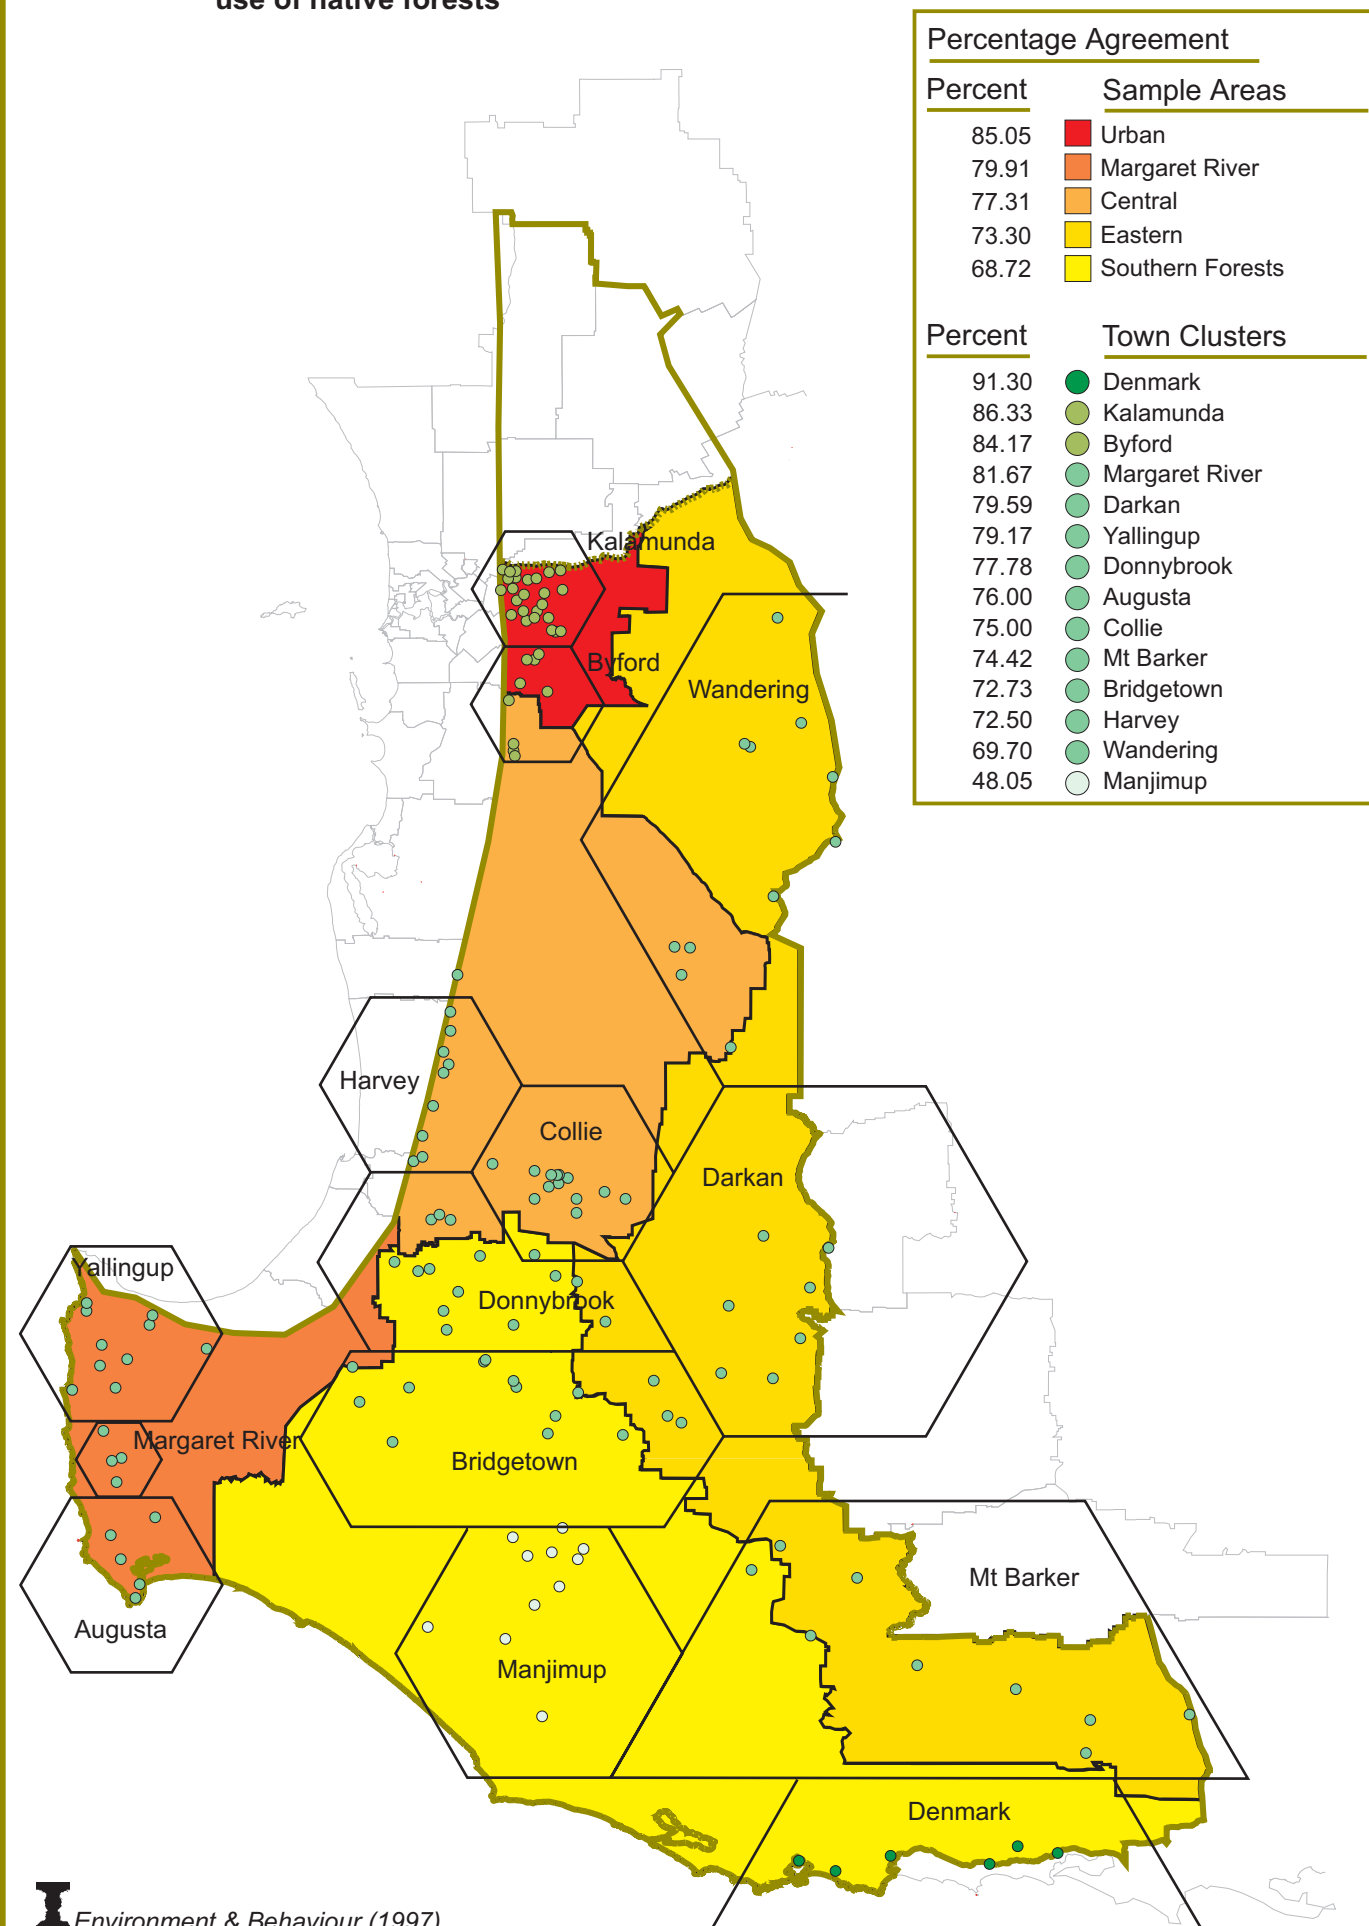 use of native forests
Percentage Agreement
Percent Sample Areas
85.05 Urban
79.91 Margaret River
77.31 Central
73.30 Eastern
68.72 Southern Forests
Percent Town Clusters
91.30 Denmark
86.33 Kalamunda
84.17 Byford
81.67 Margaret River
79.59 Darkan
79.17 Yallingup
77.78 Donnybrook
76.00 Augusta
75.00 Collie
74.42 Mt Barker
72.73 Bridgetown
72.50 Harvey
69.70 Wandering
48.05 Manjimup
Kalamunda
Byford
Wandering
Harvey
Collie
Darkan
Yallingup
Donnybrook
Margaret River
Bridgetown
Mt Barker
Augusta
Manjimup
Denmark
Environment & Behaviour (1997)